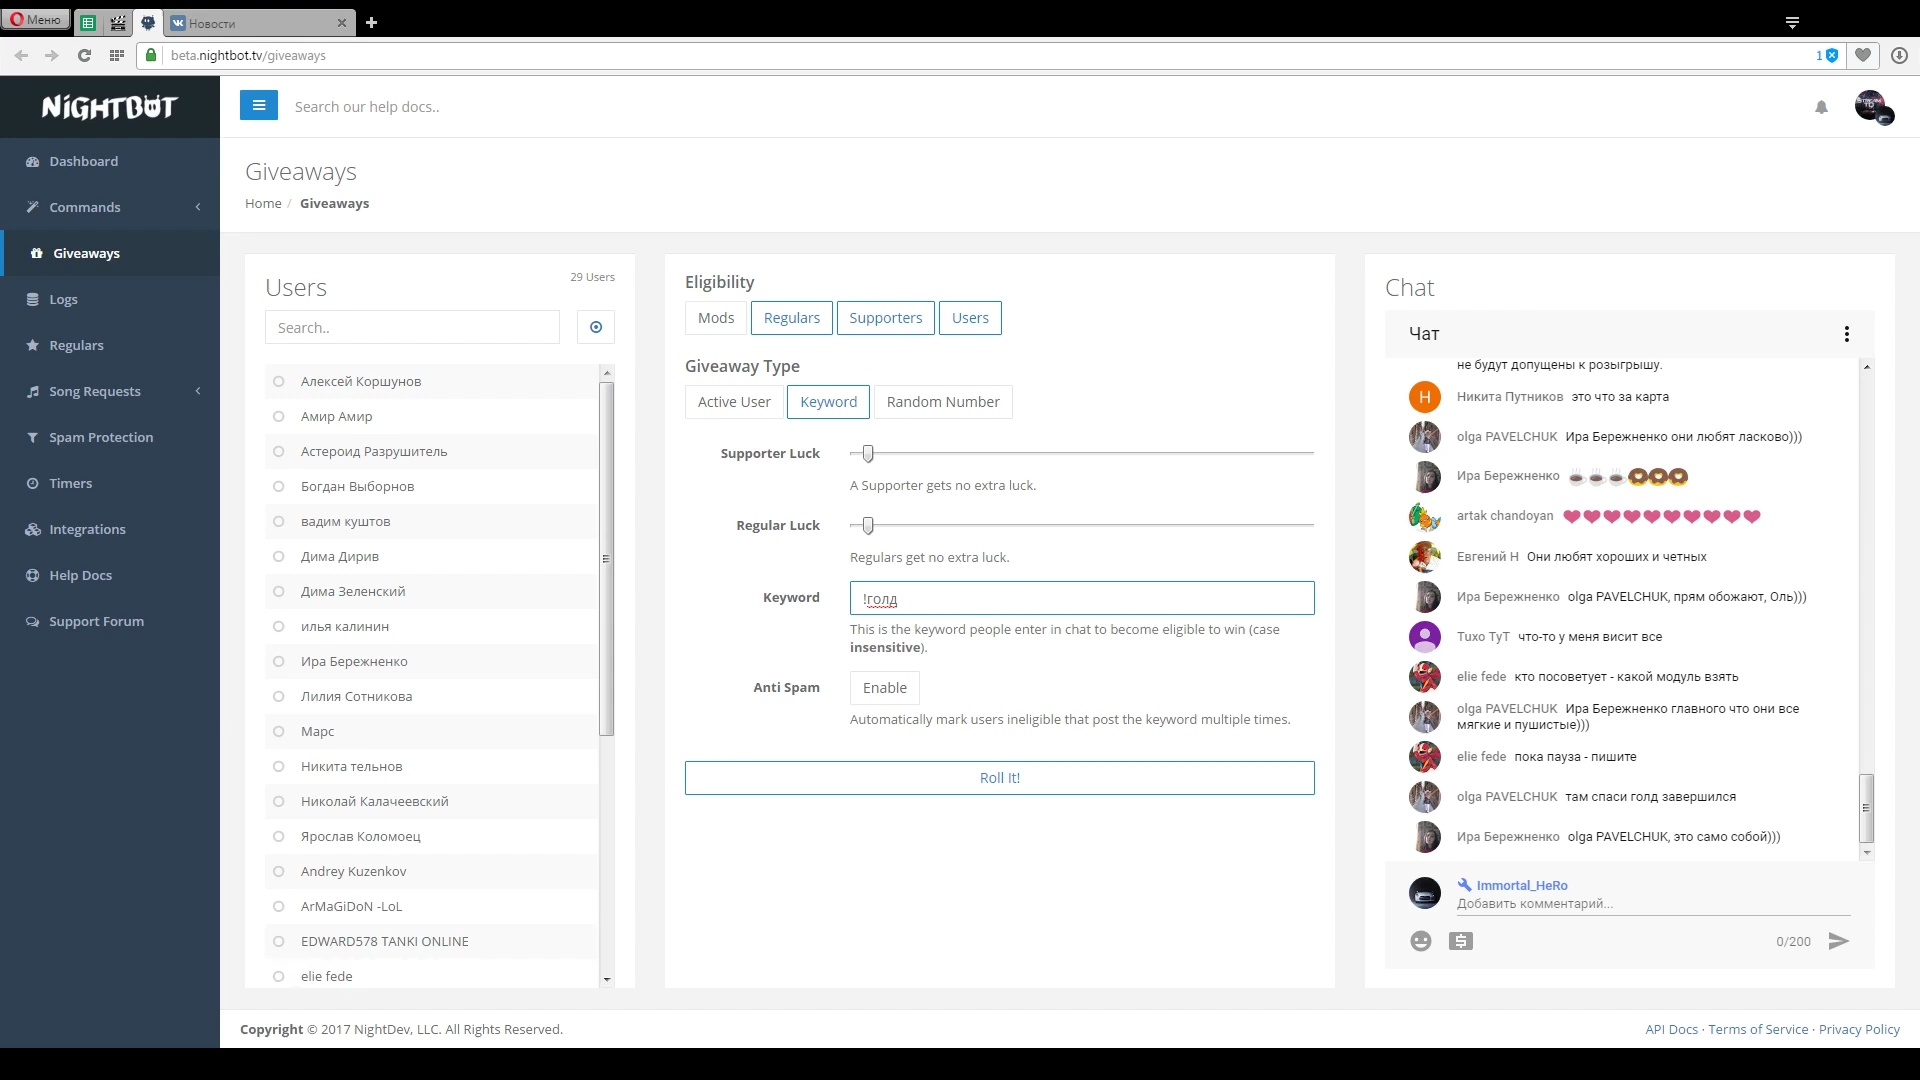 Меню
Новости
beta.nightbot.tv/giveaways
1
NIGHTBOT
Search our help docs..
Dashboard
Commands
Giveaways
Logs
Regulars
Song Requests
Spam Protection
Timers
Integrations
Help Docs
Support Forum
Giveaways
Home / Giveaways
Users
29 Users
Search..
Алексей Коршунов
Амир Амир
Астероид Разрушитель
Богдан Выборнов
вадим куштов
Дима Дирив
Дима Зеленский
илья калинин
Ира Бережненко
Лилия Сотникова
Марс
Никита тельнов
Николай Калачеевский
Ярослав Коломоец
Andrey Kuzenkov
ArMaGiDoN -LoL
EDWARD578 TANKI ONLINE
elie fede
Eligibility
Mods Regulars Supporters Users
Giveaway Type
Active User Keyword Random Number
Supporter Luck
A Supporter gets no extra luck.
Regular Luck
Regulars get no extra luck.
Keyword !голд
This is the keyword people enter in chat to become eligible to win (case
insensitive).
Anti Spam Enable
Automatically mark users ineligible that post the keyword multiple times.
Roll It!
Chat
Чат
не будут допущены к розыгрышу.
Н Никита Путников это что за карта
olga PAVELCHUK Ира Бережненко они любят ласково)))
Ира Бережненко
artak chandoyan
Евгений Н Они любят хороших и четных
Ира Бережненко olga PAVELCHUK, прям обожают, Оль)))
Tuxo TyT что-то у меня висит все
elie fede кто посоветует - какой модуль взять
olga PAVELCHUK Ира Бережненко главного что они все
мягкие и пушистые)))
elie fede пока пауза - пишите
olga PAVELCHUK там спаси голд завершился
Ира Бережненко olga PAVELCHUK, это само собой)))
Immortal_HeRo
Добавить комментарий...
0/200
Copyright © 2017 NightDev, LLC. All Rights Reserved.
API Docs · Terms of Service · Privacy Policy